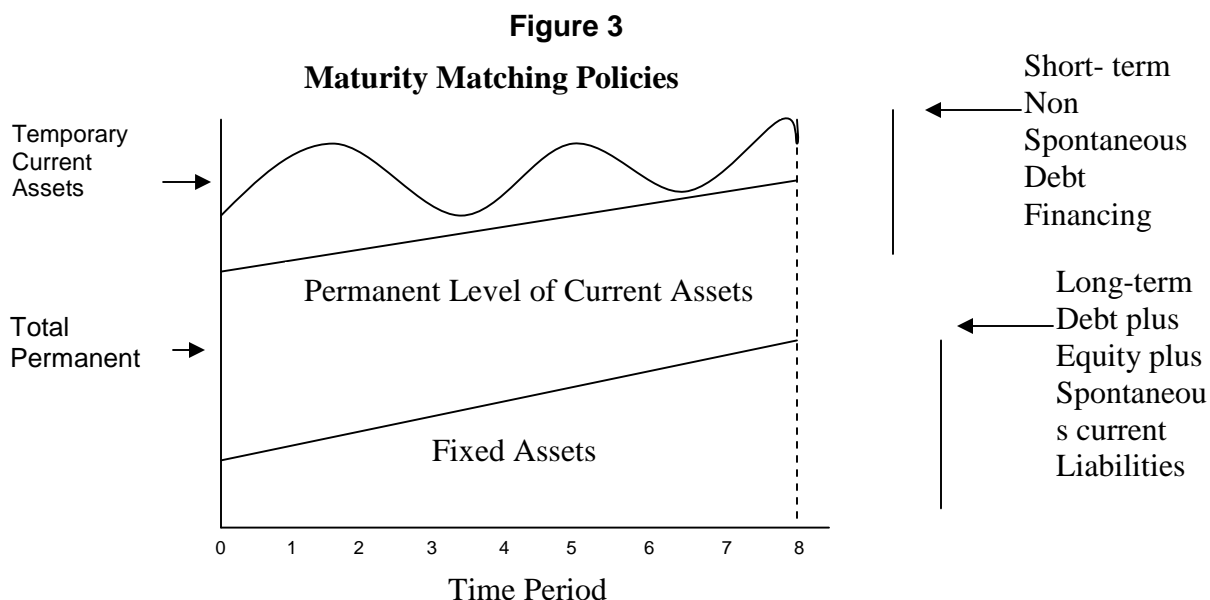 Figure 3
Maturity Matching Policies
Temporary
Current
Assets
Short- term
Non
Spontaneous
Debt
Financing
Permanent Level of Current Assets
Total
Permanent
Long-term
Debt plus
Equity plus
Spontaneou
s current
Liabilities
Fixed Assets
0 1 2 3 4 5 6 7 8
Time Period